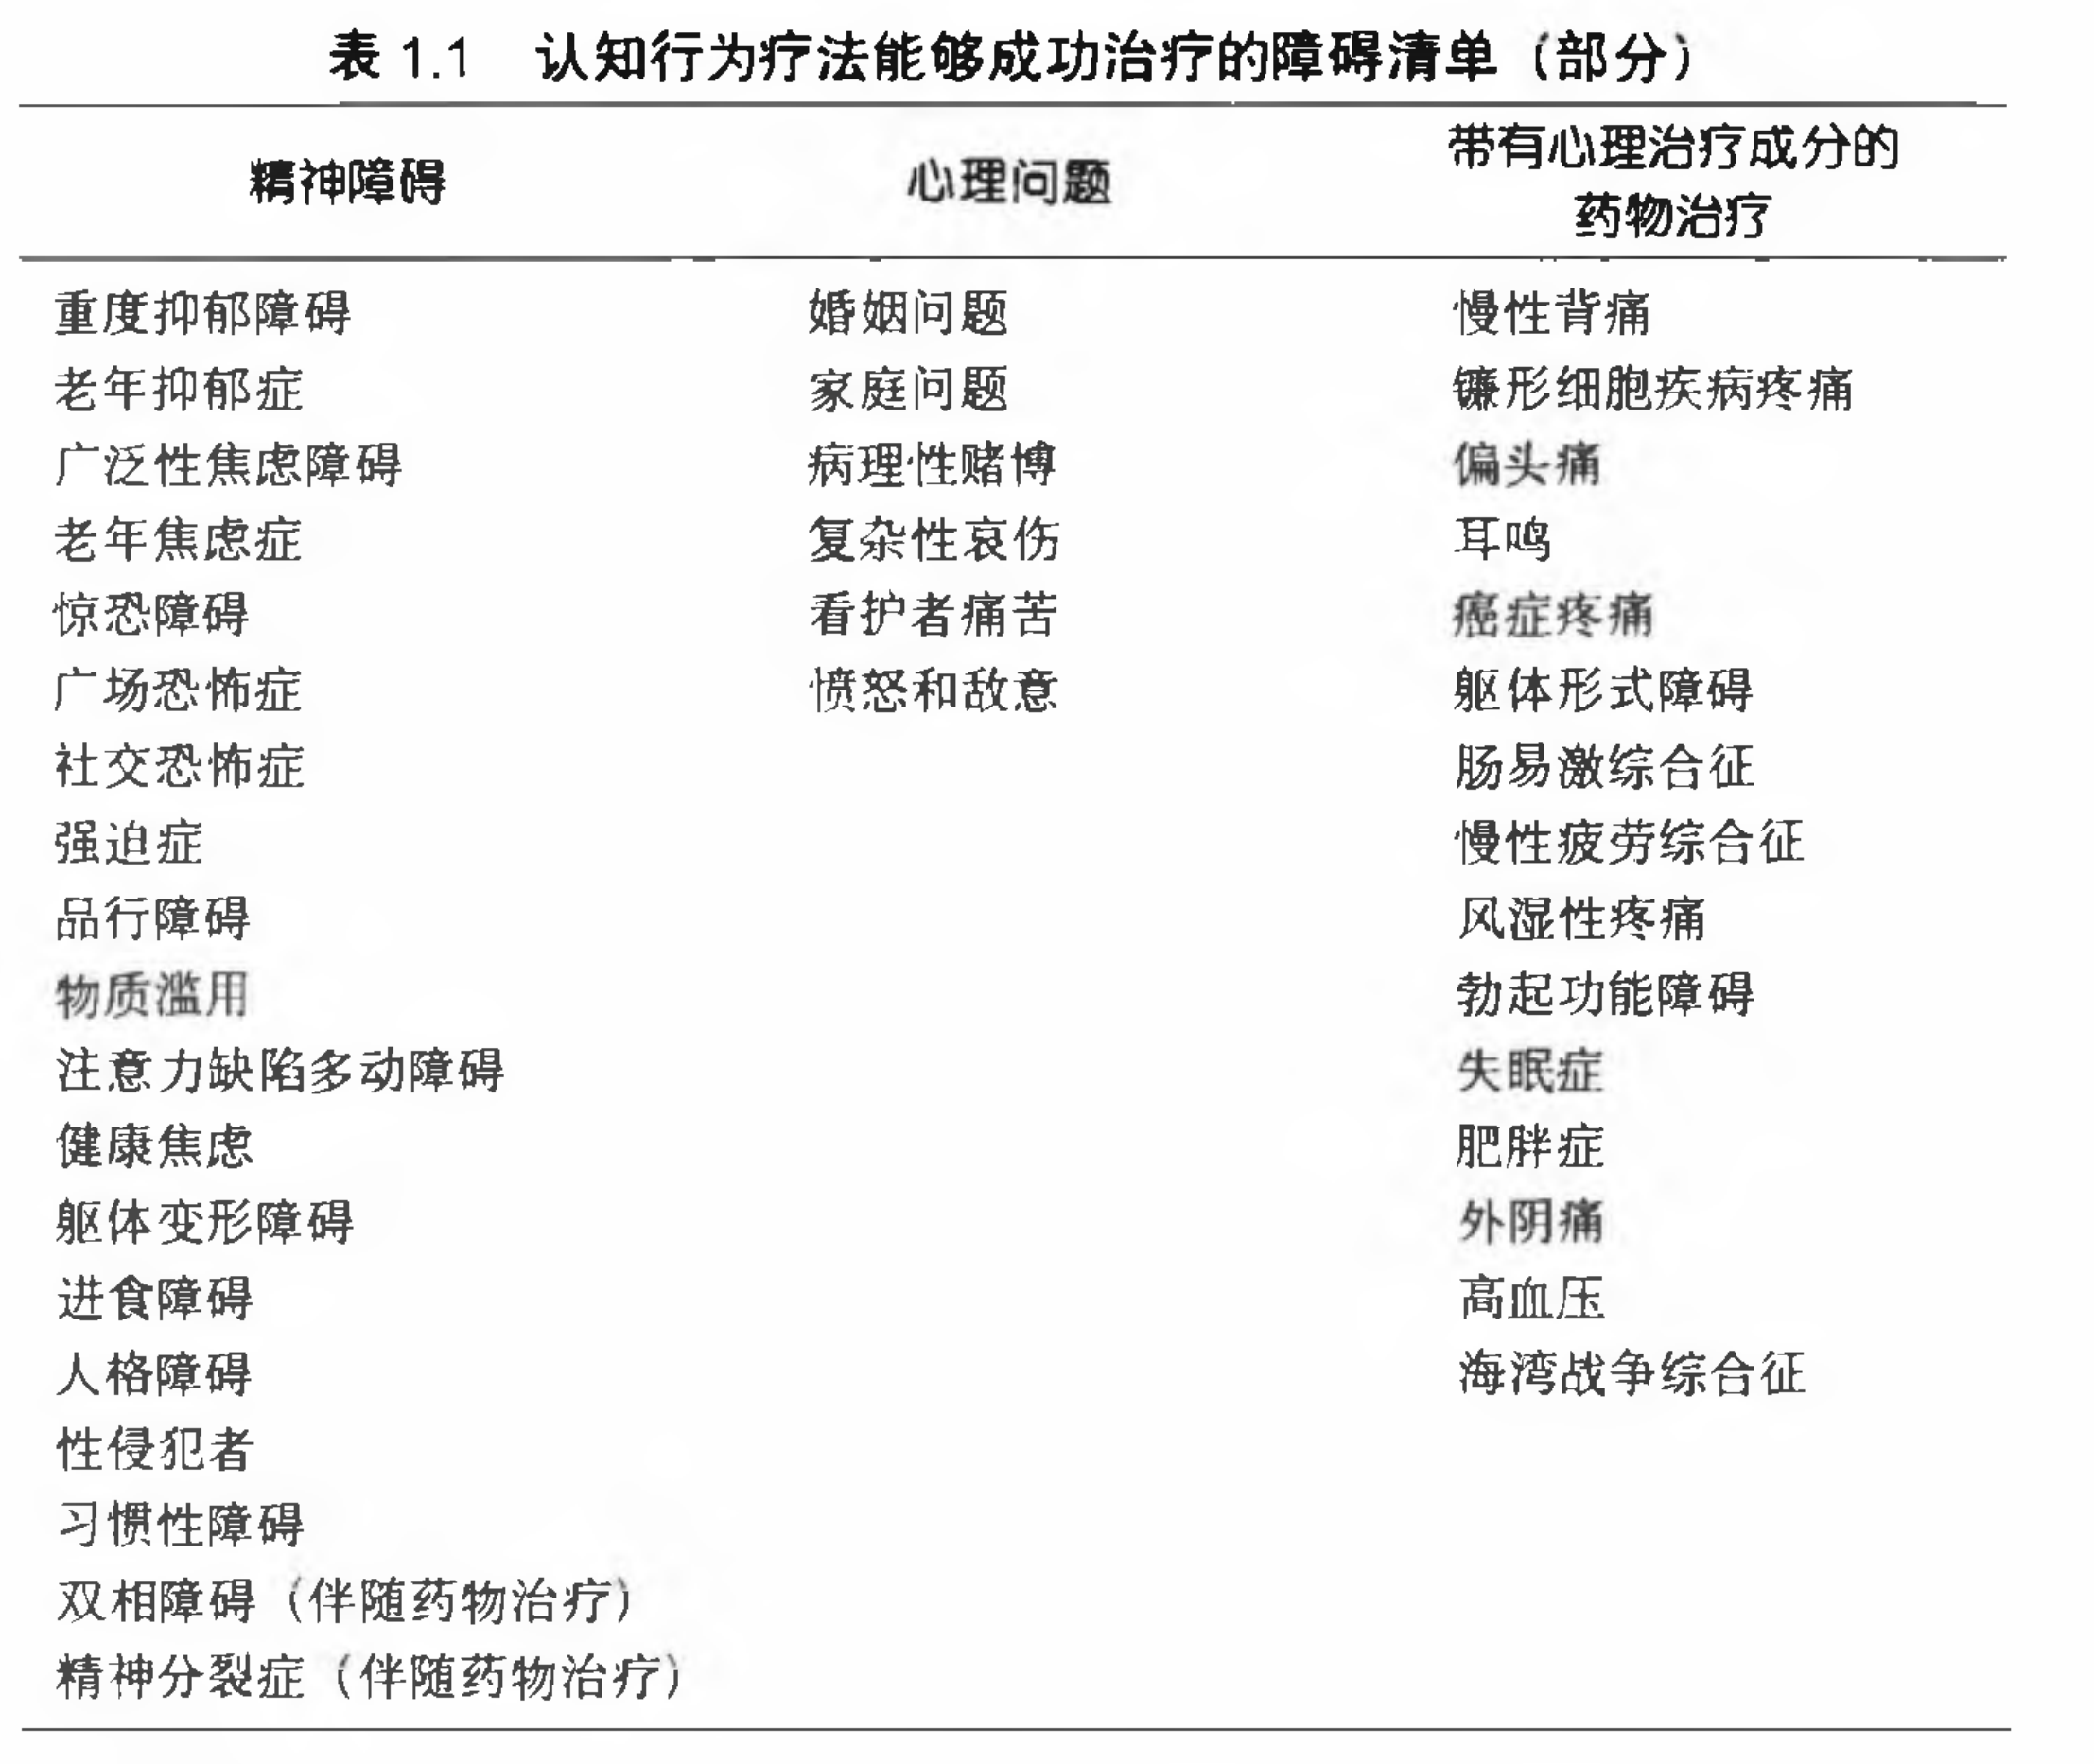 表 1.1 认知行为疗法能够成功治疗的障碍清单（部分）
精神障碍 心理问题 带有心理治疗成分的
药物治疗
重度抑郁障碍 婚姻问题 慢性背痛
老年抑郁症 家庭问题 镰形细胞疾病疼痛
广泛性焦虑障碍 病理性赌博 偏头痛
老年焦虑症 复杂性哀伤 耳鸣
惊恐障碍 看护者痛苦 癌症疼痛
广场恐怖症 愤怒和敌意 躯体形式障碍
社交恐怖症 肠易激综合征
强迫症 慢性疲劳综合征
品行障碍 风湿性疼痛
物质滥用 勃起功能障碍
注意力缺陷多动障碍 失眠症
健康焦虑 肥胖症
躯体变形障碍 外阴痛
进食障碍 高血压
人格障碍 海湾战争综合征
性侵犯者
习惯性障碍
双相障碍（伴随药物治疗）
精神分裂症（伴随药物治疗）